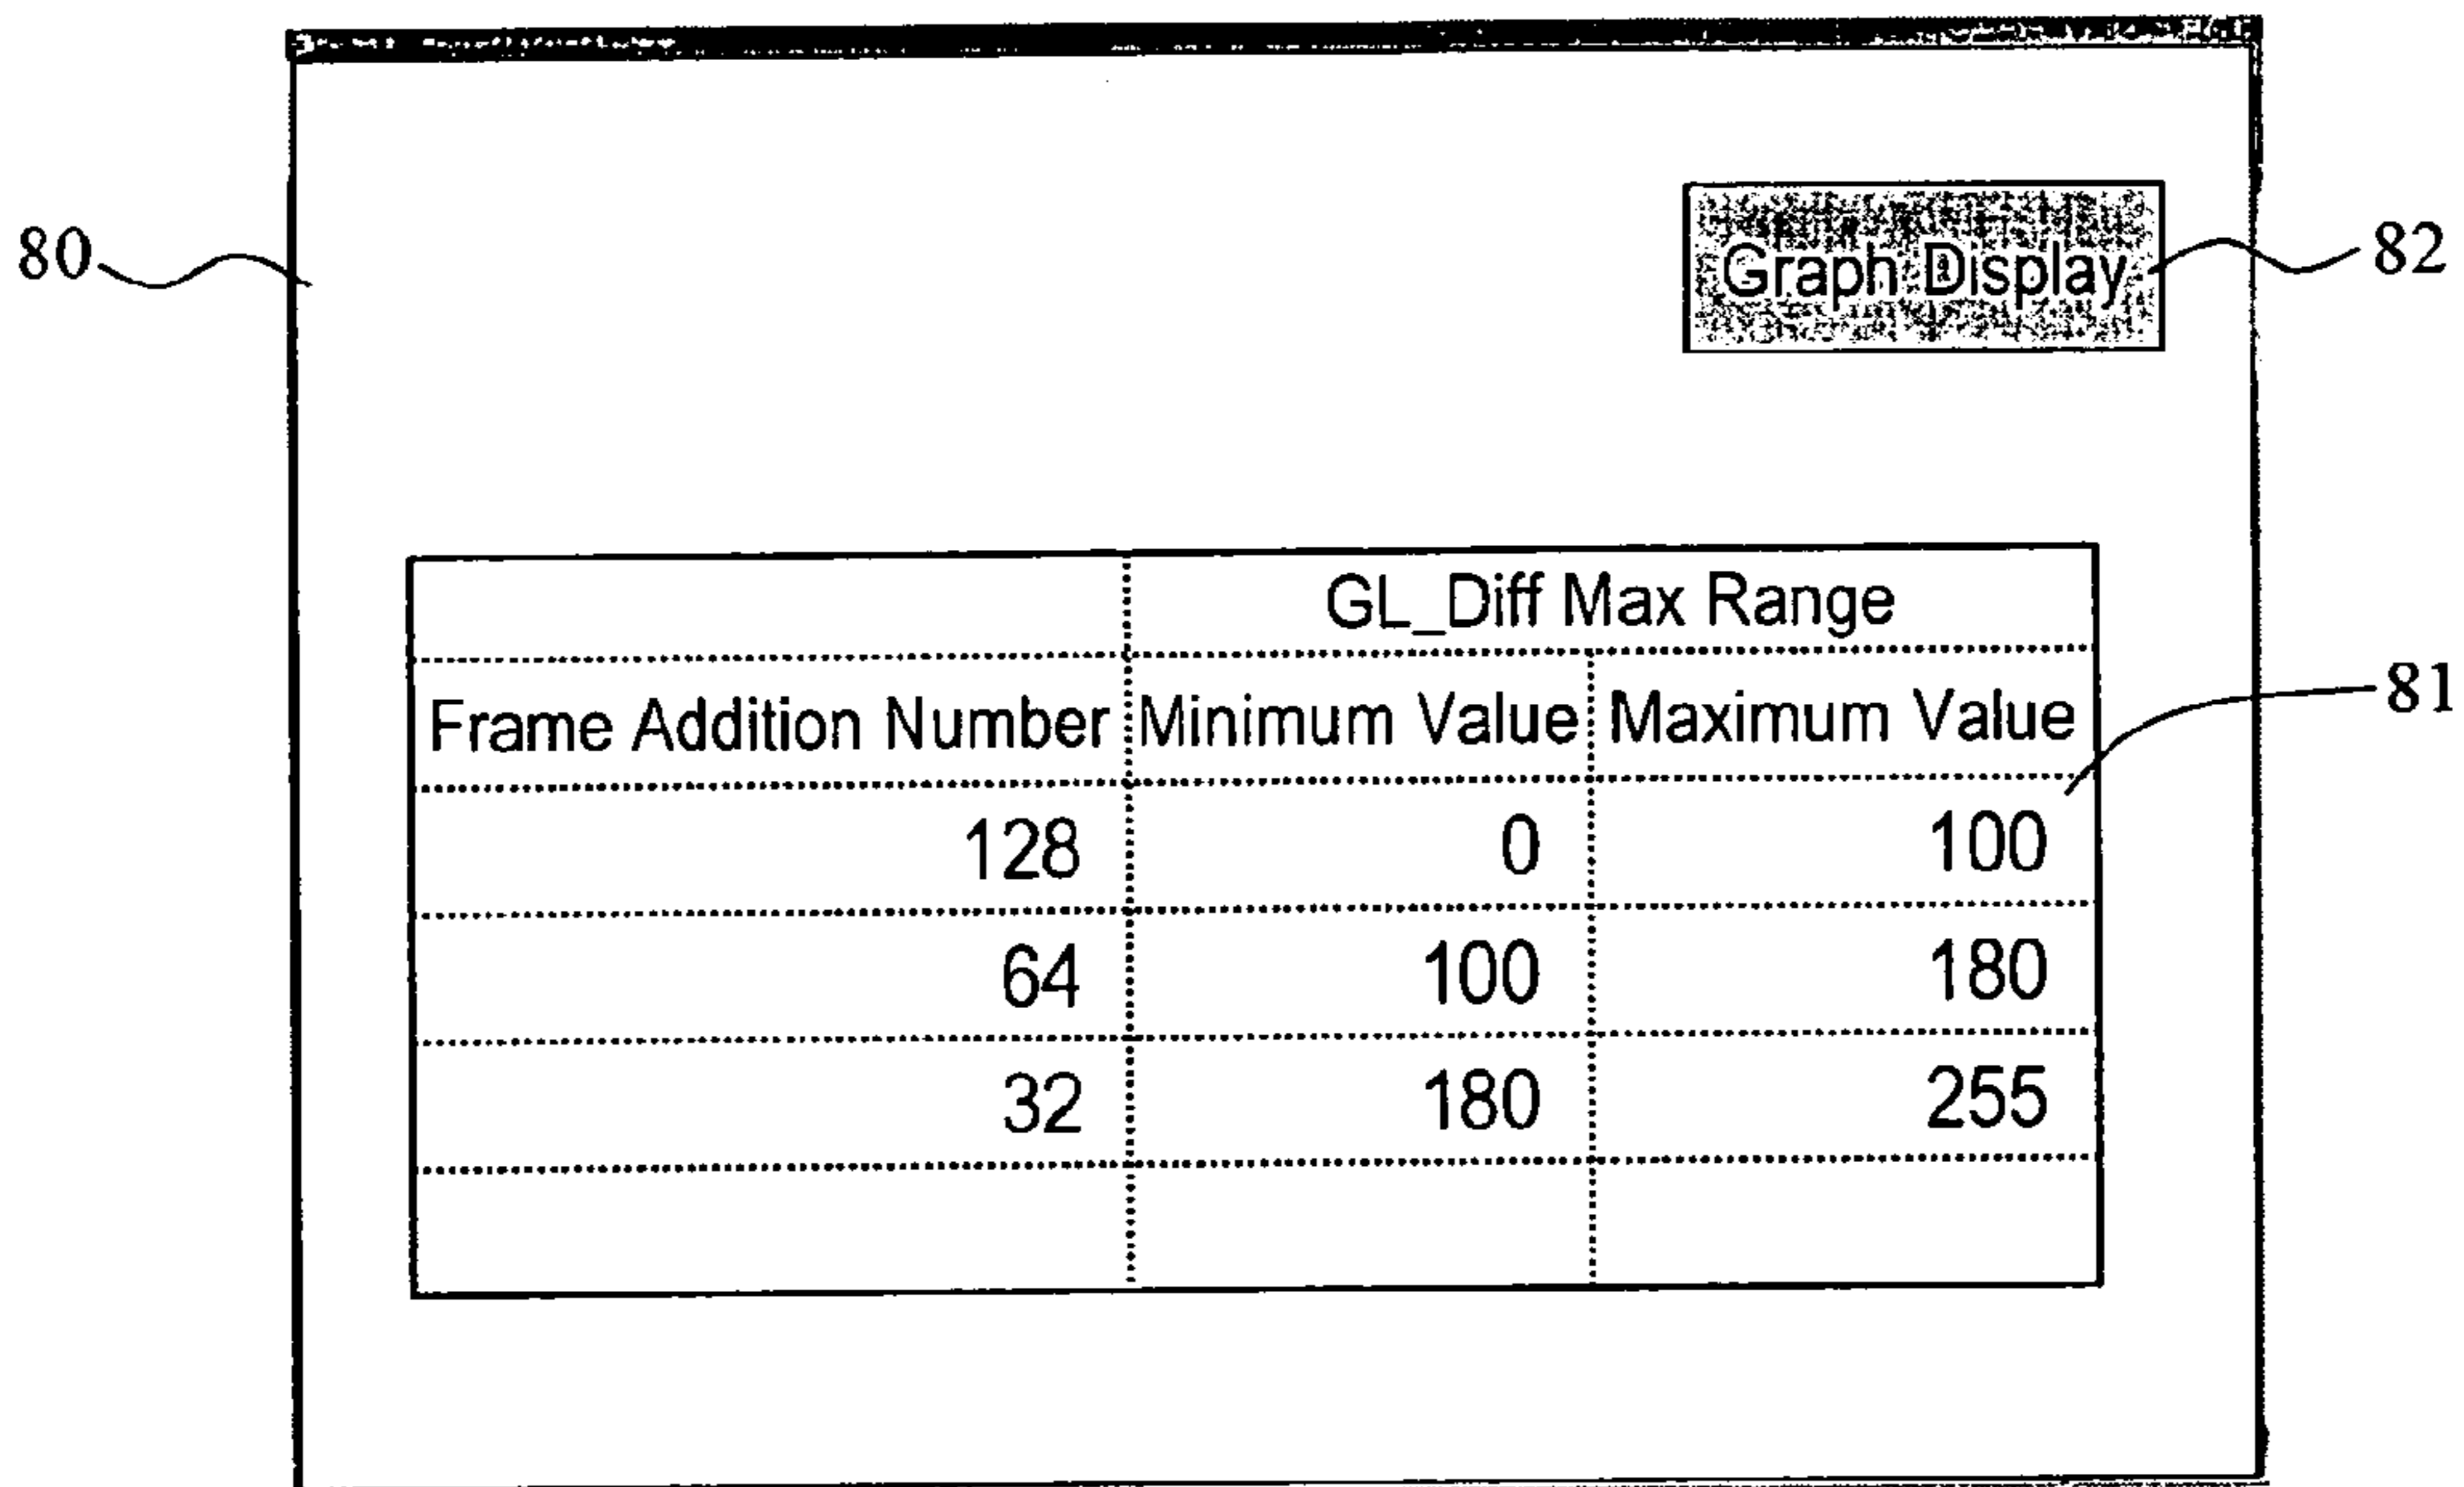 80
Graph Display
82
GL_Diff Max Range
81
Frame Addition Number Minimum Value Maximum Value
128 0 100
64 100 180
32 180 255